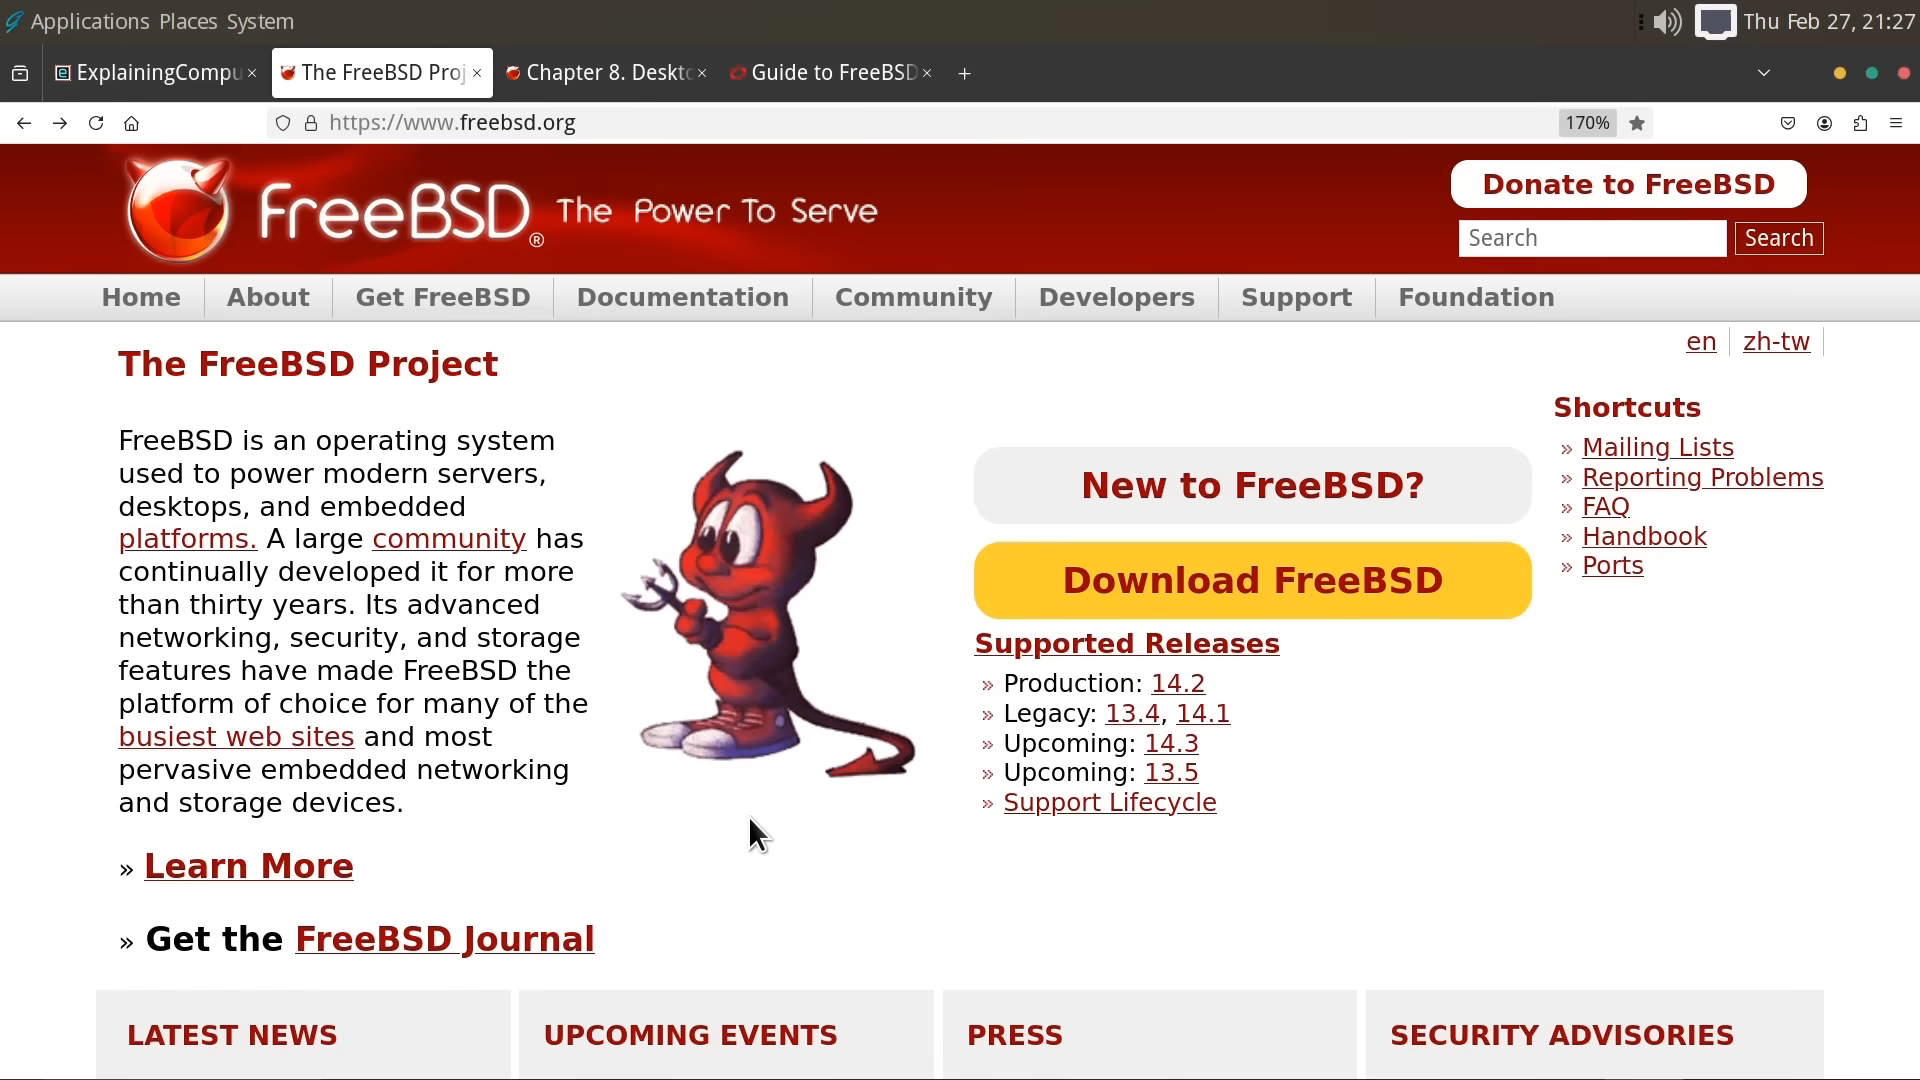 Applications Places System
Thu Feb 27, 21:27
ExplainingCompu
The FreeBSD Proj
Chapter 8. Deskto
Guide to FreeBSD
https://www.freebsd.org
170%
FreeBSD® The Power To Serve
Donate to FreeBSD
Search
Search
Home
About
Get FreeBSD
Documentation
Community
Developers
Support
Foundation
en
zh-tw
The FreeBSD Project
FreeBSD is an operating system
used to power modern servers,
desktops, and embedded
platforms. A large community has
continually developed it for more
than thirty years. Its advanced
networking, security, and storage
features have made FreeBSD the
platform of choice for many of the
busiest web sites and most
pervasive embedded networking
and storage devices.
» Learn More
» Get the FreeBSD Journal
New to FreeBSD?
Download FreeBSD
Supported Releases
» Production: 14.2
» Legacy: 13.4, 14.1
» Upcoming: 14.3
» Upcoming: 13.5
» Support Lifecycle
Shortcuts
» Mailing Lists
» Reporting Problems
» FAQ
» Handbook
» Ports
LATEST NEWS
UPCOMING EVENTS
PRESS
SECURITY ADVISORIES